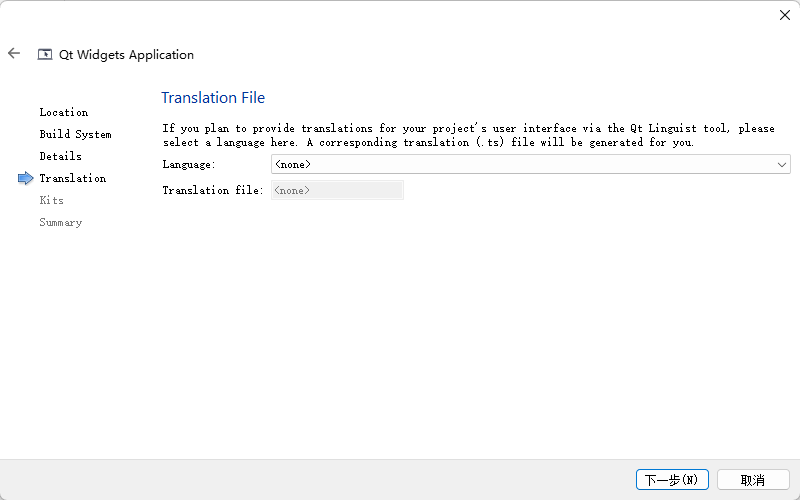 Qt Widgets Application
Location
Build System
Details
Translation
Kits
Summary
Translation File
If you plan to provide translations for your project's user interface via the Qt Linguist tool, please
select a language here. A corresponding translation (.ts) file will be generated for you.
Language: <none>
Translation file: <none>
下一步(N) 取消